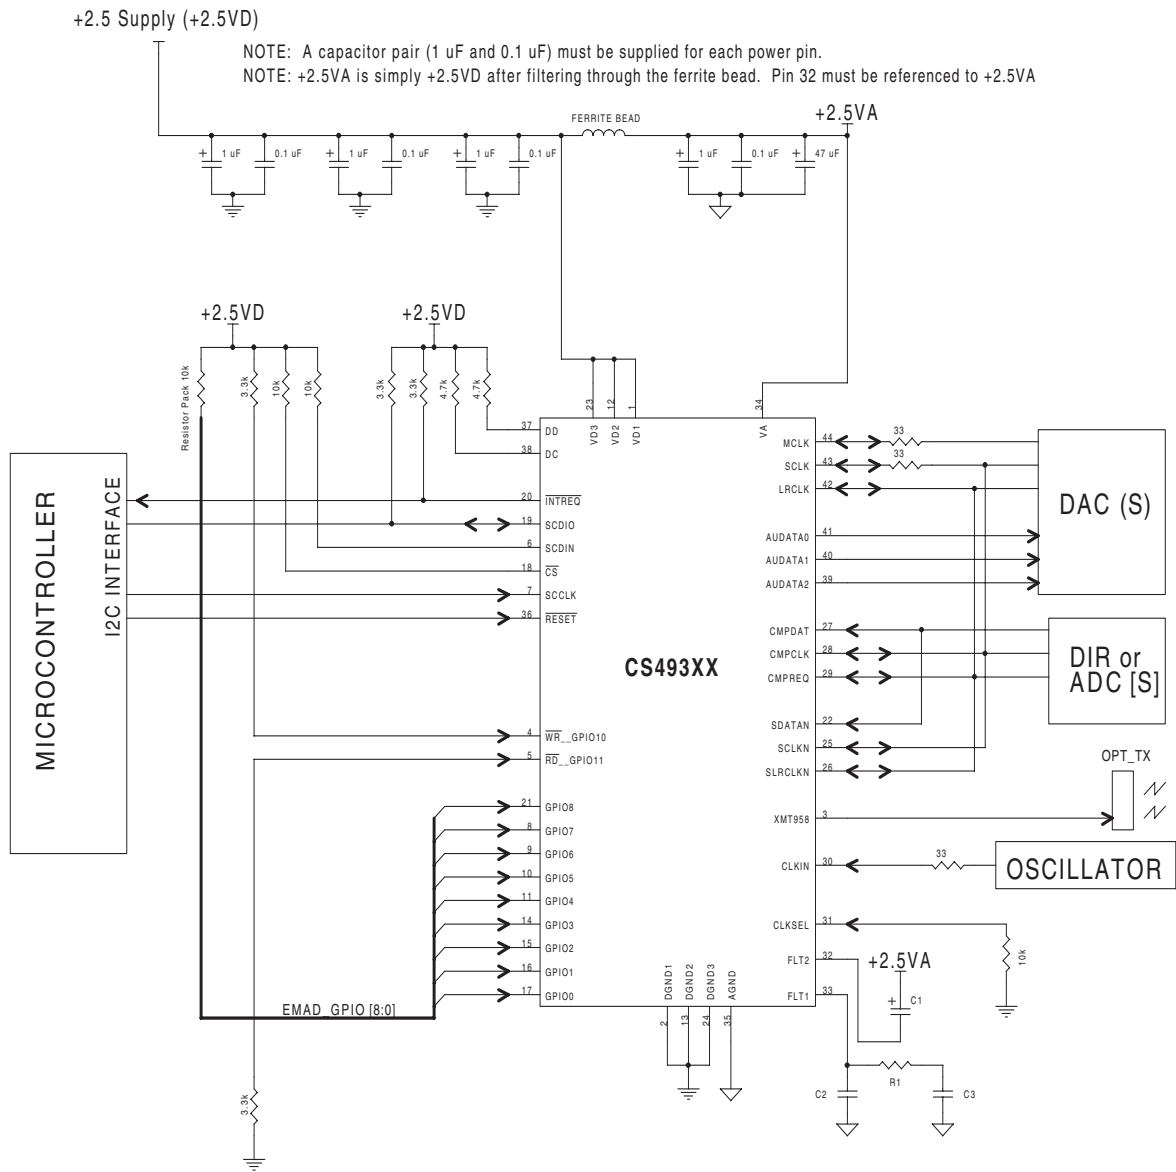 +2.5 Supply (+2.5VD)
NOTE: A capacitor pair (1 uF and 0.1 uF) must be supplied for each power pin.
NOTE: +2.5VA is simply +2.5VD after filtering through the ferrite bead. Pin 32 must be referenced to +2.5VA
FERRITE BEAD
+2.5VA
+ 1 uF
0.1 uF
+ 1 uF
0.1 uF
+ 1 uF
0.1 uF
+ 1 uF
0.1 uF
+ 47 uF
+2.5VD
+2.5VD
Resistor Pack 10k
3.3k
10k
10k
3.3k
3.3k
4.7k
4.7k
23
12
1
34
VD3
VD2
VD1
VA
MICROCONTROLLER
I2C INTERFACE
37 DD
38 DC
20 INTREQ
19 SCDIO
6 SCDIN
18 CS
7 SCCLK
36 RESET
4 WR__GPIO10
5 RD__GPIO11
21 GPIO8
8 GPIO7
9 GPIO6
10 GPIO5
11 GPIO4
14 GPIO3
15 GPIO2
16 GPIO1
17 GPIO0
EMAD_GPIO [8:0]
3.3k
CS493XX
MCLK 44
33
SCLK 43
33
LRCLK 42
AUDATA0 41
AUDATA1 40
AUDATA2 39
DAC (S)
CMPDAT 27
CMPCLK 28
CMPREQ 29
DIR or
ADC [S]
SDATAN 22
SCLKN 25
SLRCLKN 26
OPT_TX
XMT958 3
CLKIN 30
33
OSCILLATOR
CLKSEL 31
10k
FLT2 32
+2.5VA
+ C1
FLT1 33
DGND1
DGND2
DGND3
AGND
2
13
24
35
R1
C2
C3